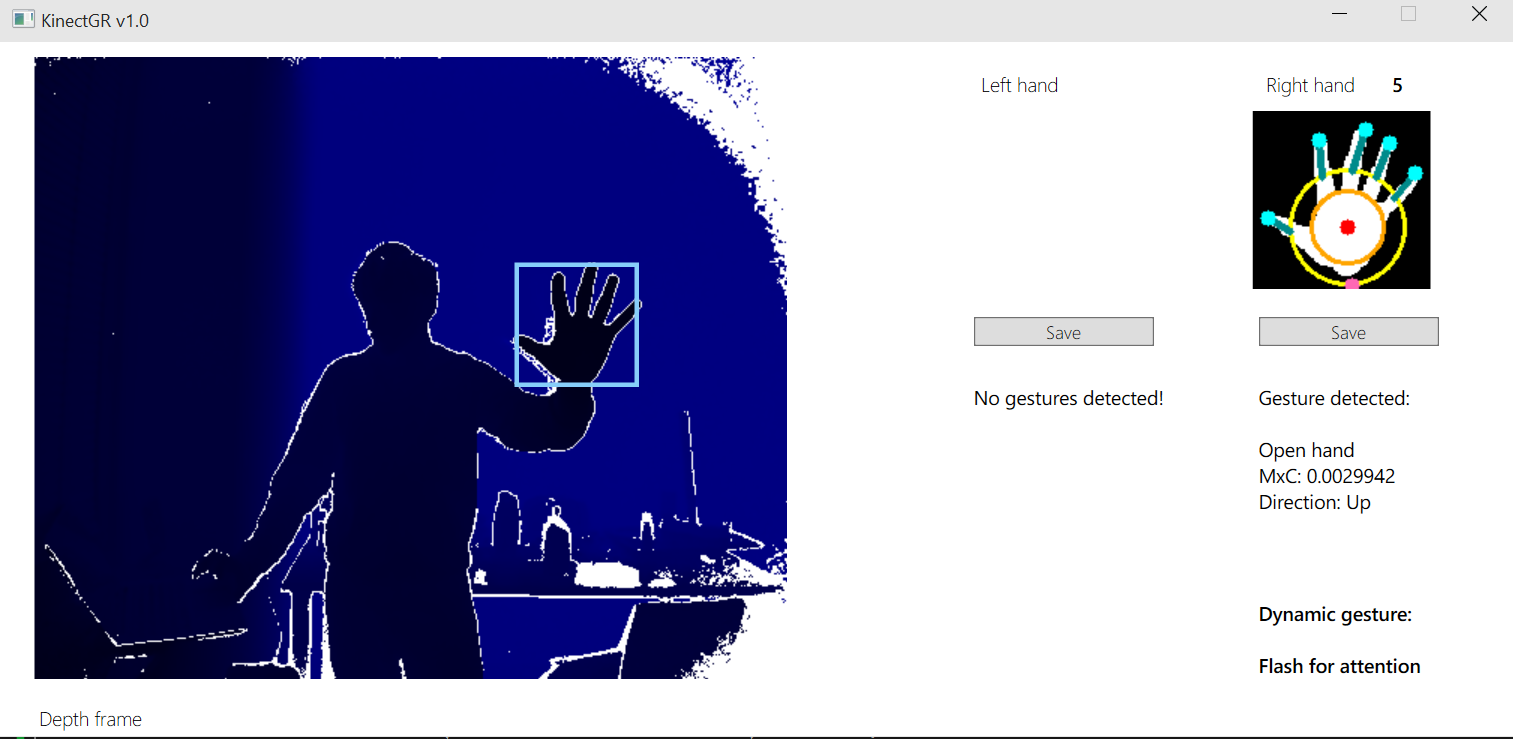 KinectGR v1.0
Left hand
Right hand 5
Save
Save
No gestures detected!
Gesture detected:
Open hand
MxC: 0.0029942
Direction: Up
Dynamic gesture:
Flash for attention
Depth frame